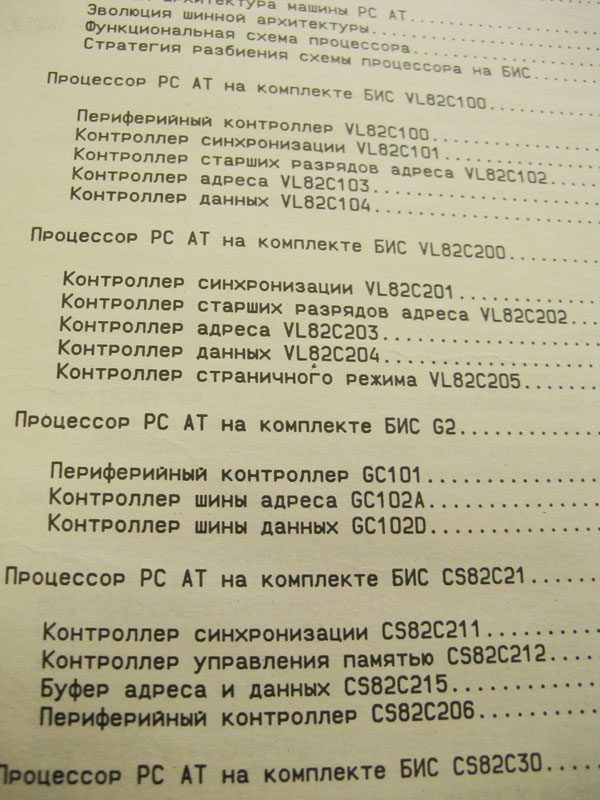 архитектура машины PC AT.
Эволюция шинной архитектуры.............
Функциональная схема процессора...........
Стратегия разбиения схемы процессора на БИС......
Процессор PC AT на комплекте БИС VL82C100............
Периферийный контроллер VL82C100................
Контроллер синхронизации VL82C101...............
Контроллер старших разрядов адреса VL82C102.....
Контроллер адреса VL82C103......................
Контроллер данных VL82C104......................
Процессор PC AT на комплекте БИС VL82C200.........
Контроллер синхронизации VL82C201.............
Контроллер старших разрядов адреса VL82C202...
Контроллер адреса VL82C203....................
Контроллер данных VL82C204...................
Контроллер страничного режима VL82C205.......
Процессор PC AT на комплекте БИС G2............
Периферийный контроллер GC101..............
Контроллер шины адреса GC102A..............
Контроллер шины данных GC102D..............
Процессор PC AT на комплекте БИС CS82C21......
Контроллер синхронизации CS82C211.........
Контроллер управления памятью CS82C212....
Буфер адреса и данных CS82C215............
Периферийный контроллер CS82C206..........
Процессор PC AT на комплекте БИС CS82C30.....